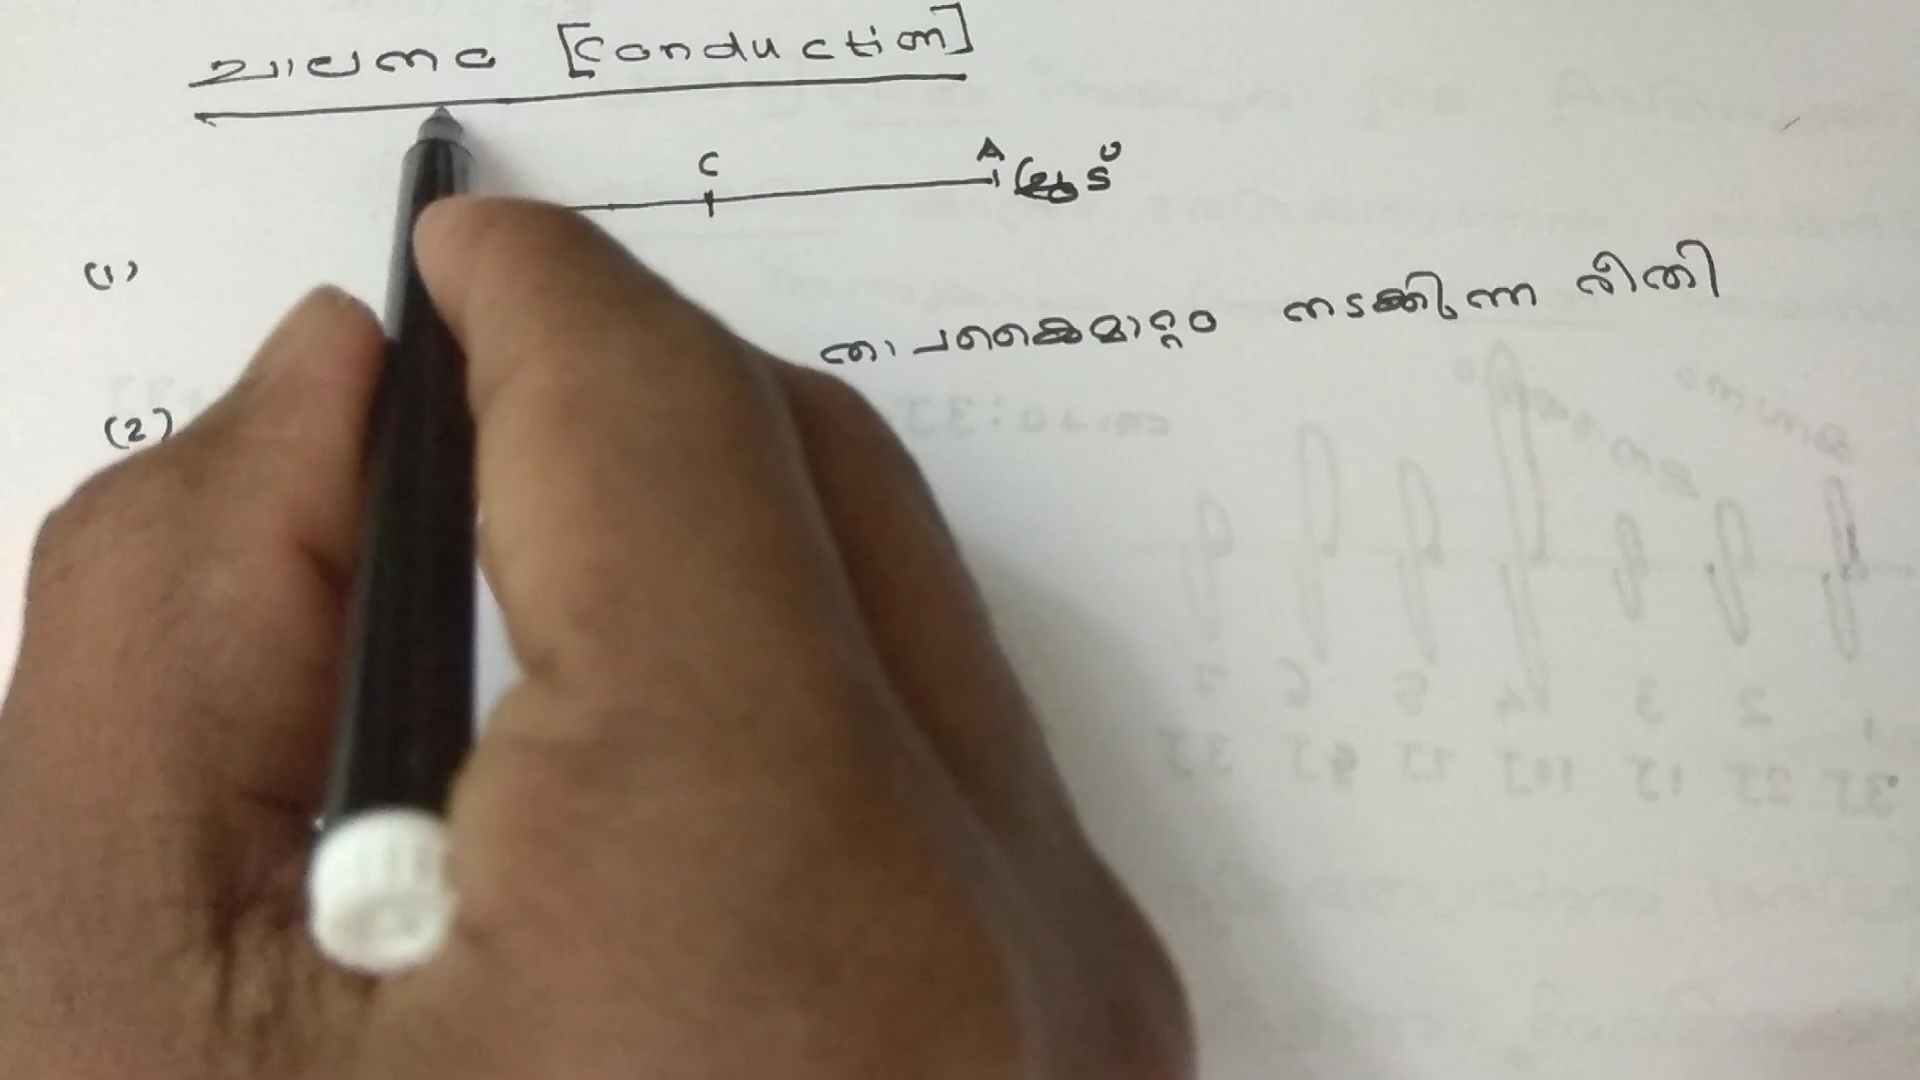 ചാലനം [Conduction]
C A ചൂട്
(1)
താപകൈമാറ്റം നടക്കുന്ന രീതി
(2)